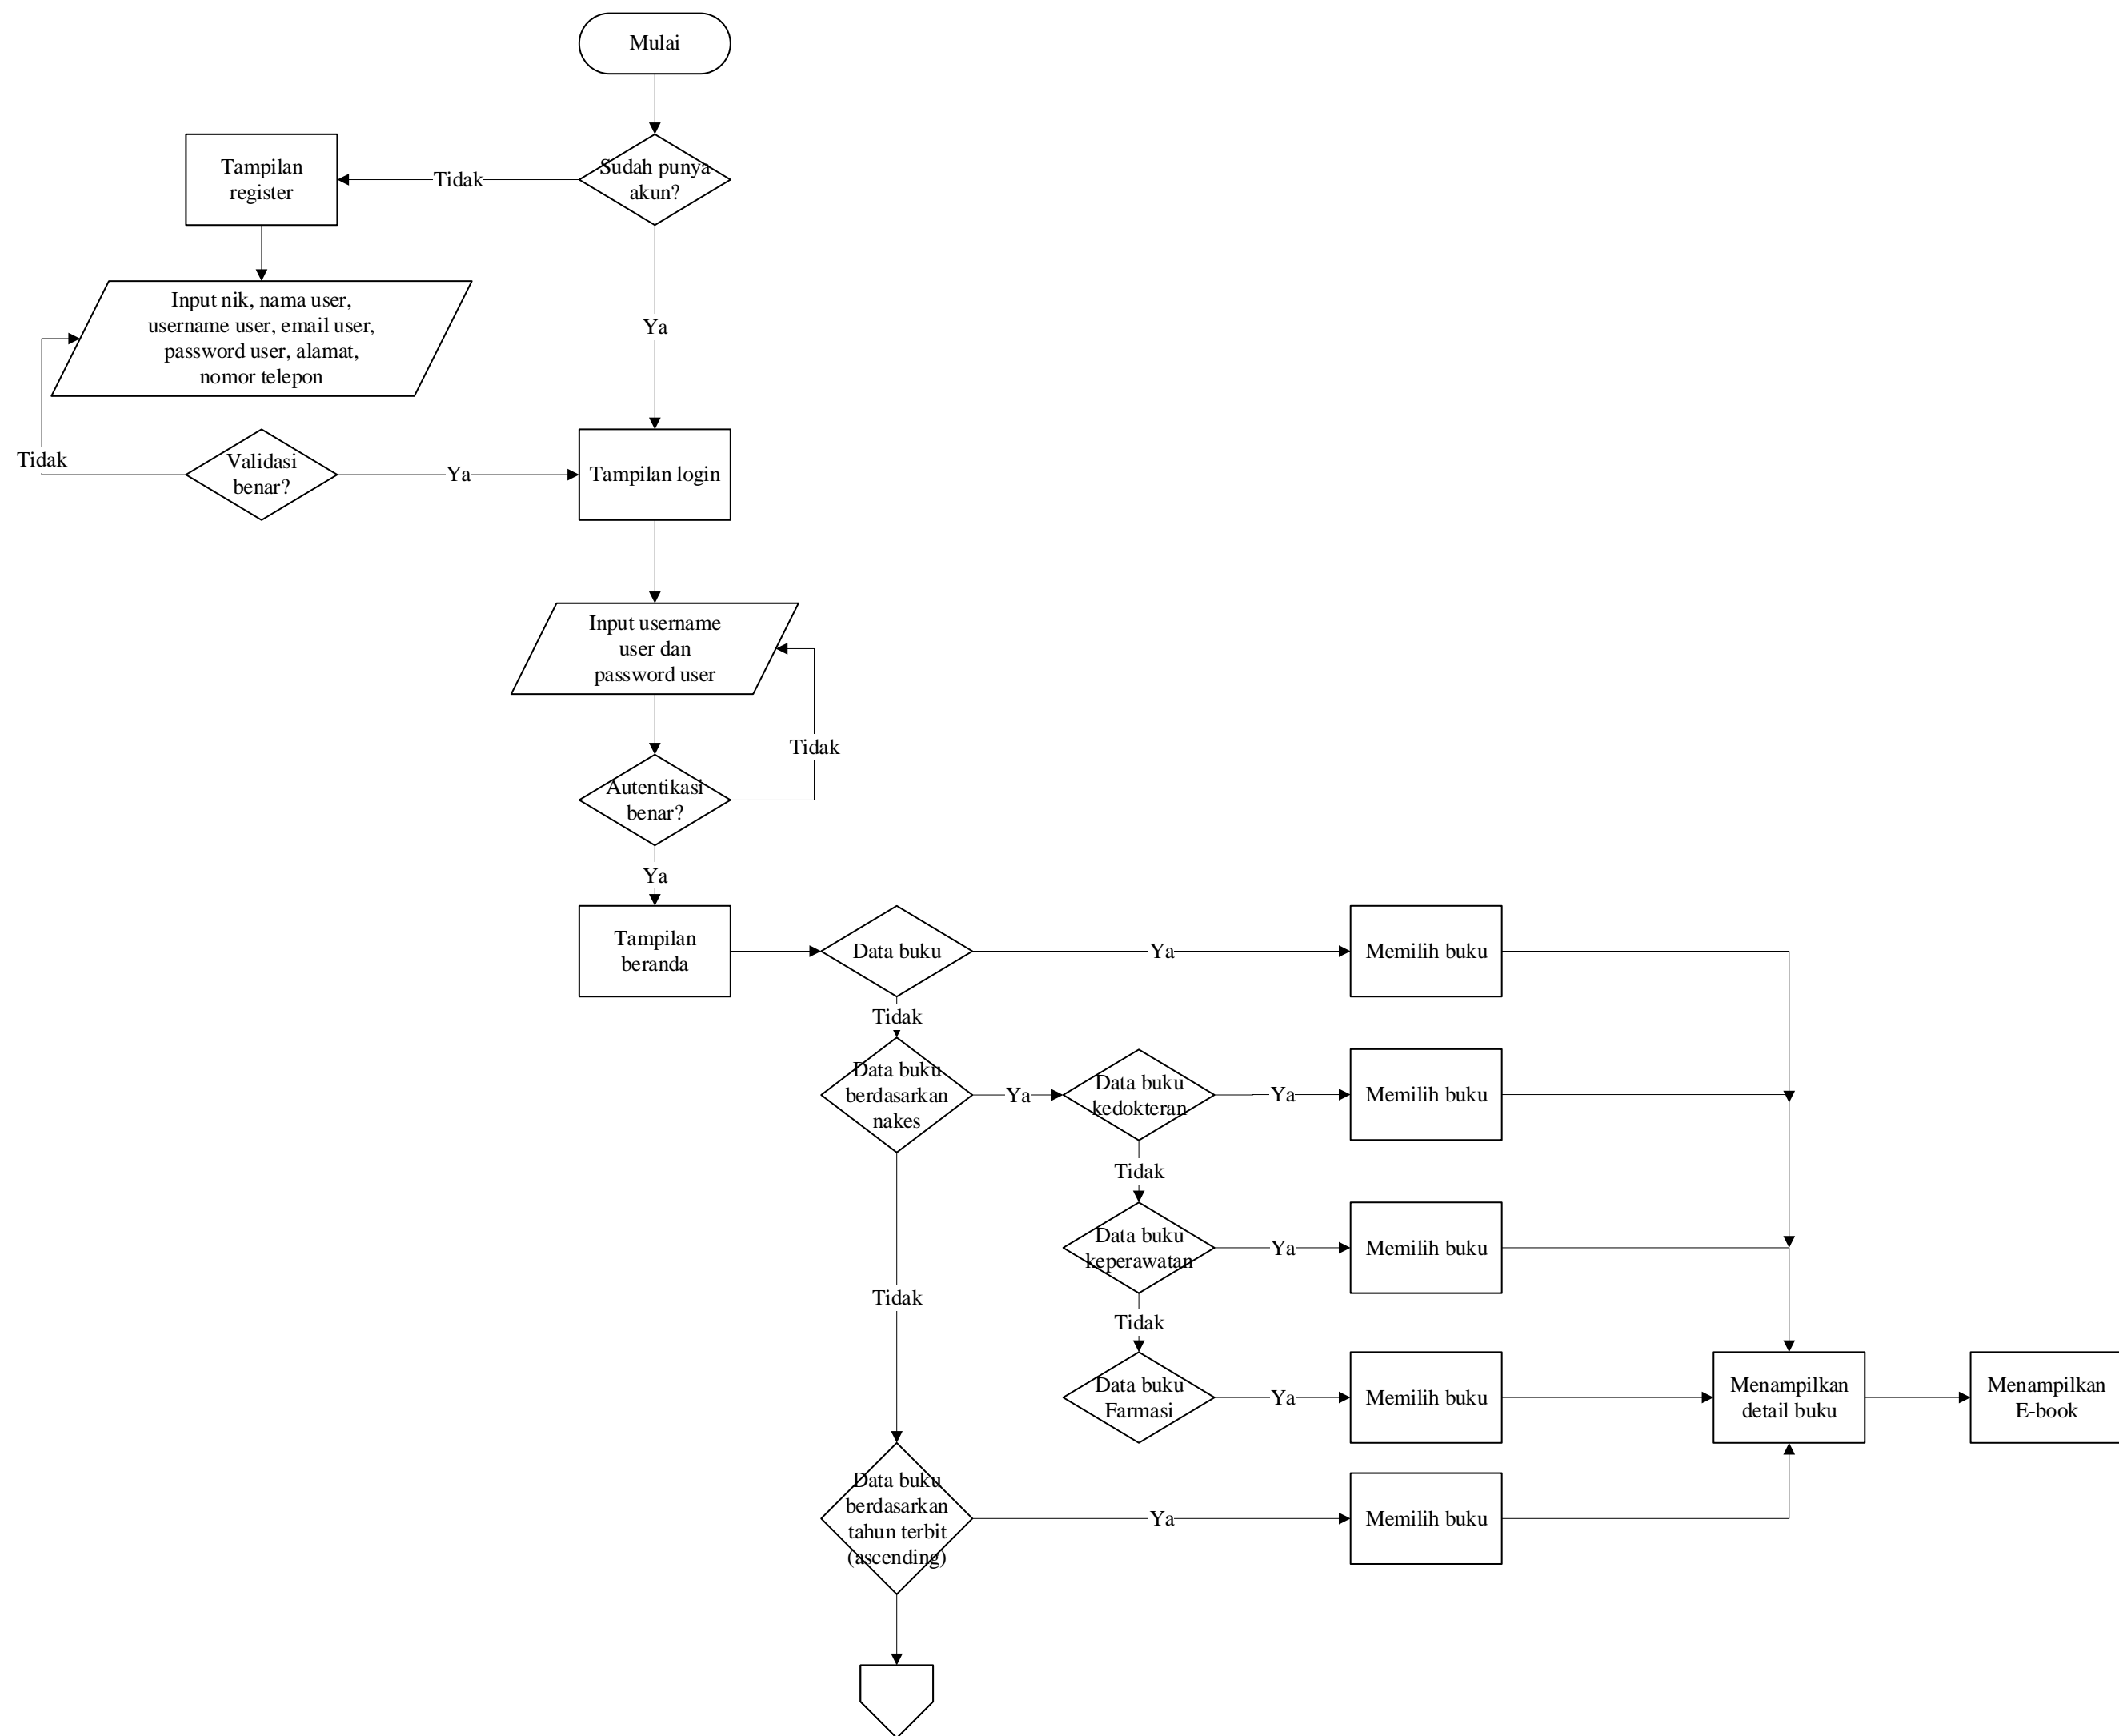 Mulai
Sudah punya
akun?
Tidak
Tampilan
register
Input nik, nama user,
username user, email user,
password user, alamat,
nomor telepon
Ya
Tidak
Validasi
benar?
Ya
Tampilan login
Input username
user dan
password user
Tidak
Autentikasi
benar?
Ya
Tampilan
beranda
Data buku
Ya
Memilih buku
Tidak
Data buku
berdasarkan
nakes
Ya
Data buku
kedokteran
Ya
Memilih buku
Tidak
Data buku
keperawatan
Ya
Memilih buku
Tidak
Tidak
Data buku
Farmasi
Ya
Memilih buku
Menampilkan
detail buku
Menampilkan
E-book
Data buku
berdasarkan
tahun terbit
(ascending)
Ya
Memilih buku